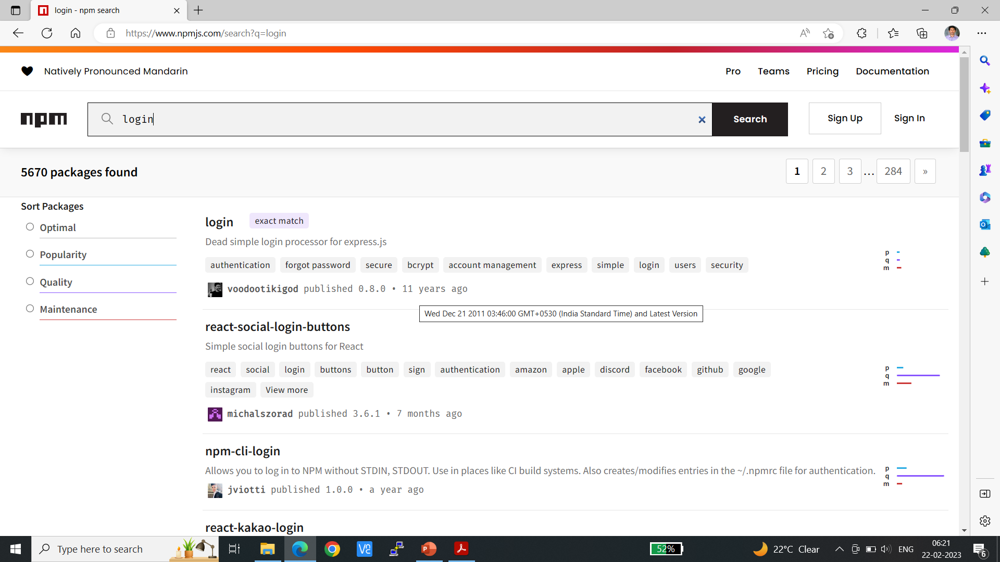 login - npm search
https://www.npmjs.com/search?q=login
Natively Pronounced Mandarin
Pro Teams Pricing Documentation
npm
login
Search
Sign Up
Sign In
5670 packages found
1 2 3 ... 284 »
Sort Packages
Optimal
Popularity
Quality
Maintenance
login exact match
Dead simple login processor for express.js
authentication forgot password secure bcrypt account management express simple login users security
voodootikigod published 0.8.0 • 11 years ago
p
q
m
Wed Dec 21 2011 03:46:00 GMT+0530 (India Standard Time) and Latest Version
react-social-login-buttons
Simple social login buttons for React
react social login buttons button sign authentication amazon apple discord facebook github google
instagram View more
michalszorad published 3.6.1 • 7 months ago
p
q
m
npm-cli-login
Allows you to log in to NPM without STDIN, STDOUT. Use in places like CI build systems. Also creates/modifies entries in the ~/.npmrc file for authentication.
jviotti published 1.0.0 • a year ago
p
q
m
react-kakao-login
Type here to search
52%
22°C Clear
ENG
06:21
22-02-2023
6